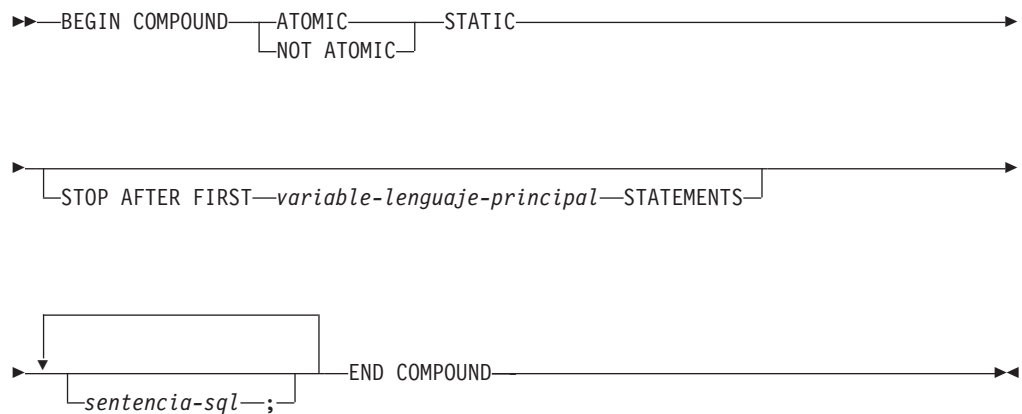 BEGIN COMPOUND ATOMIC STATIC
NOT ATOMIC
STOP AFTER FIRST variable-lenguaje-principal STATEMENTS
END COMPOUND
sentencia-sql ;